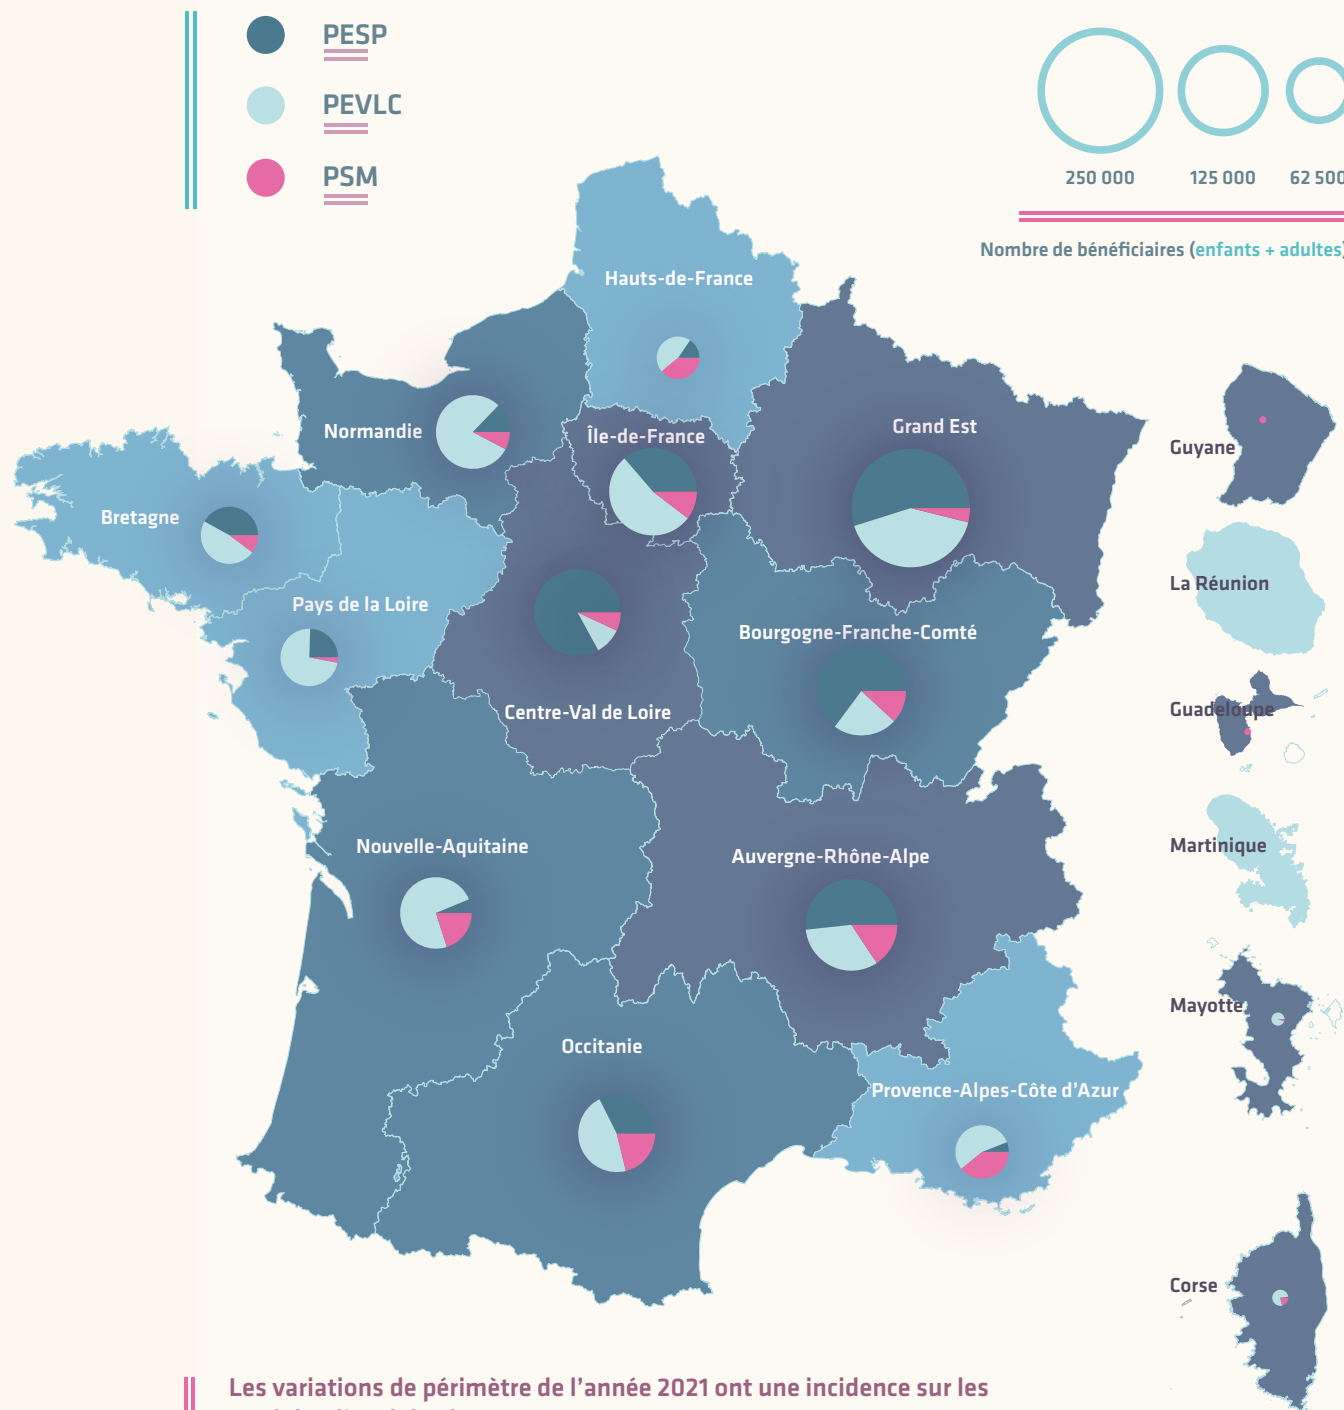 PESP
PEVLC
PSM
250 000
125 000
62 500
Nombre de bénéficiaires (enfants + adultes)
Hauts-de-France
Normandie
Île-de-France
Grand Est
Guyane
Bretagne
Pays de la Loire
La Réunion
Bourgogne-Franche-Comté
Centre-Val de Loire
Guadeloupe
Nouvelle-Aquitaine
Auvergne-Rhône-Alpe
Martinique
Mayotte
Occitanie
Provence-Alpes-Côte d’Azur
Corse
Les variations de périmètre de l’année 2021 ont une incidence sur les